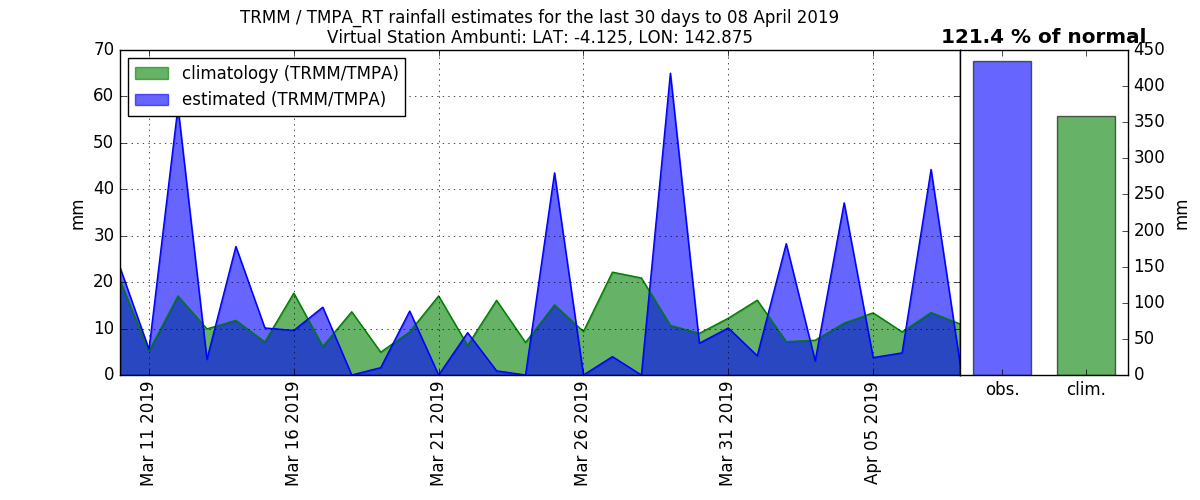 TRMM / TMPA_RT rainfall estimates for the last 30 days to 08 April 2019
Virtual Station Ambunti: LAT: -4.125, LON: 142.875
121.4 % of normal
climatology (TRMM/TMPA)
estimated (TRMM/TMPA)
70
60
50
40
30
20
10
0
mm
Mar 11 2019
Mar 16 2019
Mar 21 2019
Mar 26 2019
Mar 31 2019
Apr 05 2019
450
400
350
300
250
200
150
100
50
0
mm
obs.
clim.